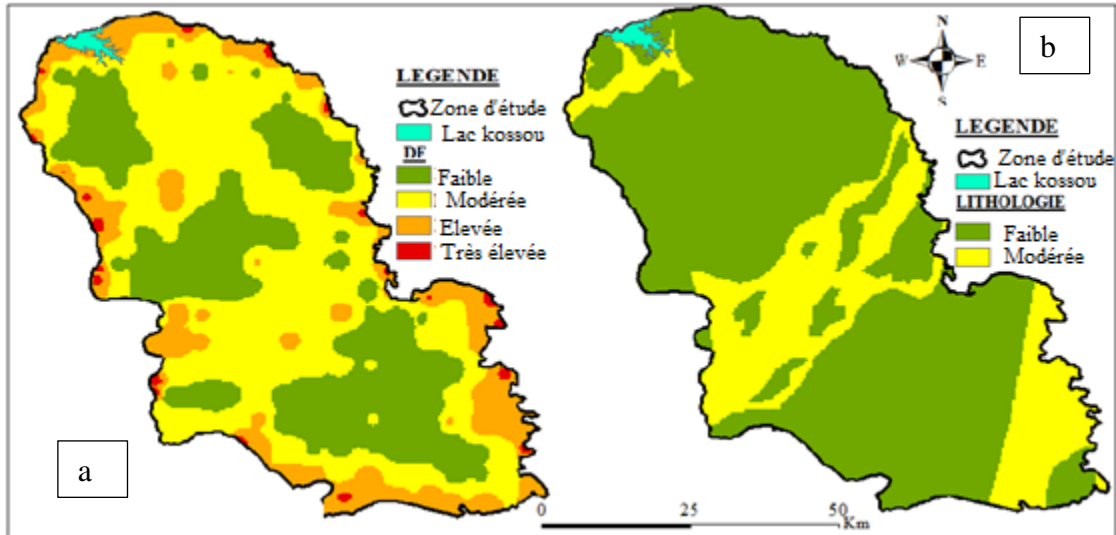 LEGENDE
Zone d'étude
Lac kossou
DF
Faible
Modérée
Elevée
Très élevée
a
b
N
W E
S
LEGENDE
Zone d'étude
Lac kossou
LITHOLOGIE
Faible
Modérée
0 25 50
Km